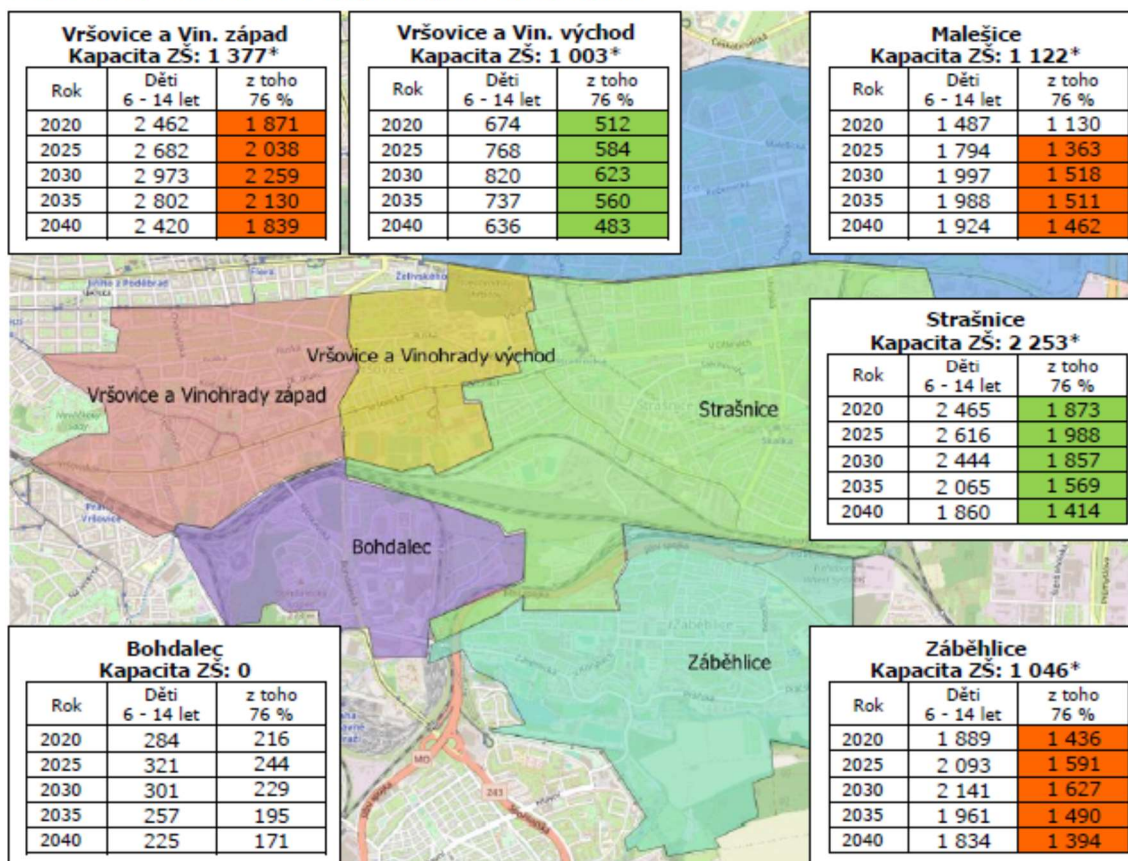 Vršovice a Vin. západ
Kapacita ZŠ: 1 377*
Rok Děti 6 - 14 let z toho 76 %
2020 2 462 1 871
2025 2 682 2 038
2030 2 973 2 259
2035 2 802 2 130
2040 2 420 1 839
Vršovice a Vin. východ
Kapacita ZŠ: 1 003*
Rok Děti 6 - 14 let z toho 76 %
2020 674 512
2025 768 584
2030 820 623
2035 737 560
2040 636 483
Malešice
Kapacita ZŠ: 1 122*
Rok Děti 6 - 14 let z toho 76 %
2020 1 487 1 130
2025 1 794 1 363
2030 1 997 1 518
2035 1 988 1 511
2040 1 924 1 462
Flora
Želivského
Jiřího z Poděbrad
Vršovice a Vinohrady východ
Vršovice a Vinohrady západ
Strašnice
Strašnice
Kapacita ZŠ: 2 253*
Rok Děti 6 - 14 let z toho 76 %
2020 2 465 1 873
2025 2 616 1 988
2030 2 444 1 857
2035 2 065 1 569
2040 1 860 1 414
Praha
Vršovice
Bohdalec
Záběhlice
Záběhlice
Bohdalec
Kapacita ZŠ: 0
Rok Děti 6 - 14 let z toho 76 %
2020 284 216
2025 321 244
2030 301 229
2035 257 195
2040 225 171
MO
243
Záběhlice
Kapacita ZŠ: 1 046*
Rok Děti 6 - 14 let z toho 76 %
2020 1 889 1 436
2025 2 093 1 591
2030 2 141 1 627
2035 1 961 1 490
2040 1 834 1 394